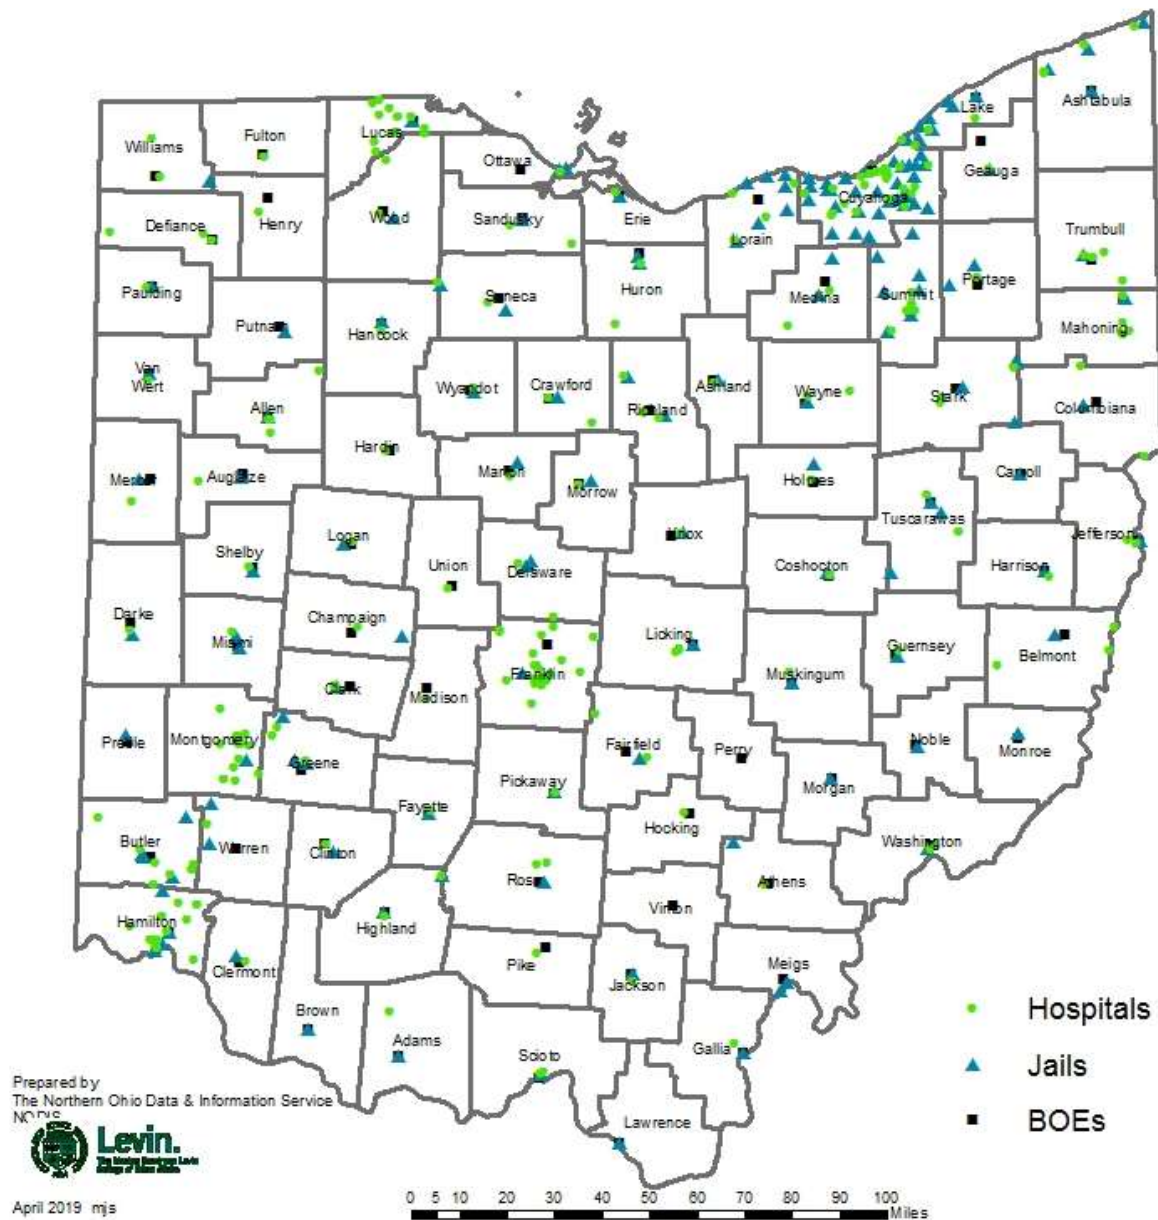 Lake
Ashtabula
Fulton
Lucas
Williams
Ottawa
Geauga
Cuyahoga
Henry
Wood
Sandusky
Erie
Defiance
Lorain
Trumbull
Portage
Paulding
Seneca
Huron
Medina
Summit
Putnam
Hancock
Mahoning
Van
Wert
Wyandot
Crawford
Ashland
Wayne
Stark
Allen
Richland
Columbiana
Hardin
Marion
Mercer
Auglaize
Holmes
Carroll
Morrow
Tuscarawas
Logan
Knox
Jefferson
Shelby
Union
Delaware
Coshocton
Harrison
Darke
Champaign
Licking
Miami
Guernsey
Belmont
Franklin
Muskingum
Clark
Madison
Preble
Montgomery
Fairfield
Perry
Noble
Monroe
Greene
Pickaway
Morgan
Fayette
Hocking
Butler
Warren
Clinton
Washington
Ross
Athens
Hamilton
Highland
Vinton
Clermont
Pike
Meigs
Jackson
Brown
Adams
Gallia
Scioto
Lawrence
Hospitals
Jails
BOEs
Prepared by
The Northern Ohio Data & Information Service
Levin.
April 2019 mjs
0 5 10 20 30 40 50 60 70 80 90 100
Miles